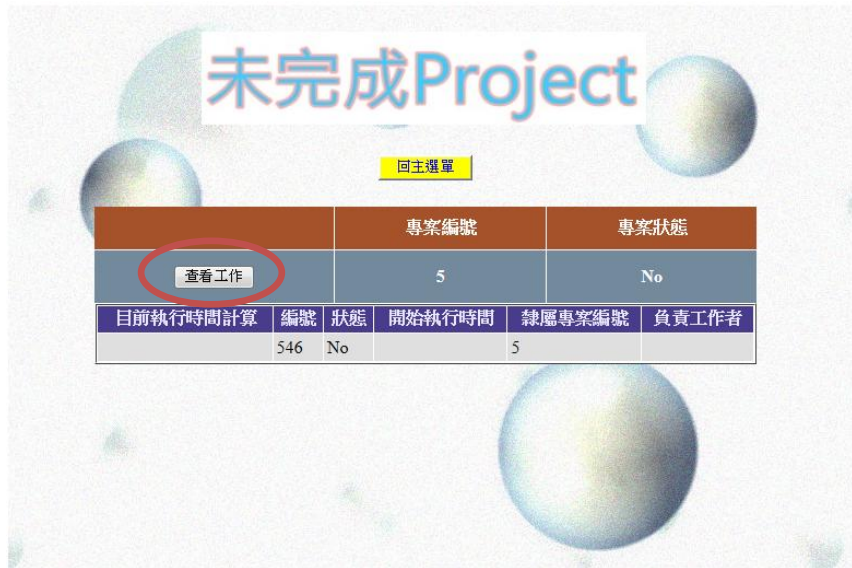 未完成Project
回主選單
專案編號 專案狀態
查看工作 5 No
目前執行時間計算 編號 狀態 開始執行時間 隸屬專案編號 負責工作者
546 No 5